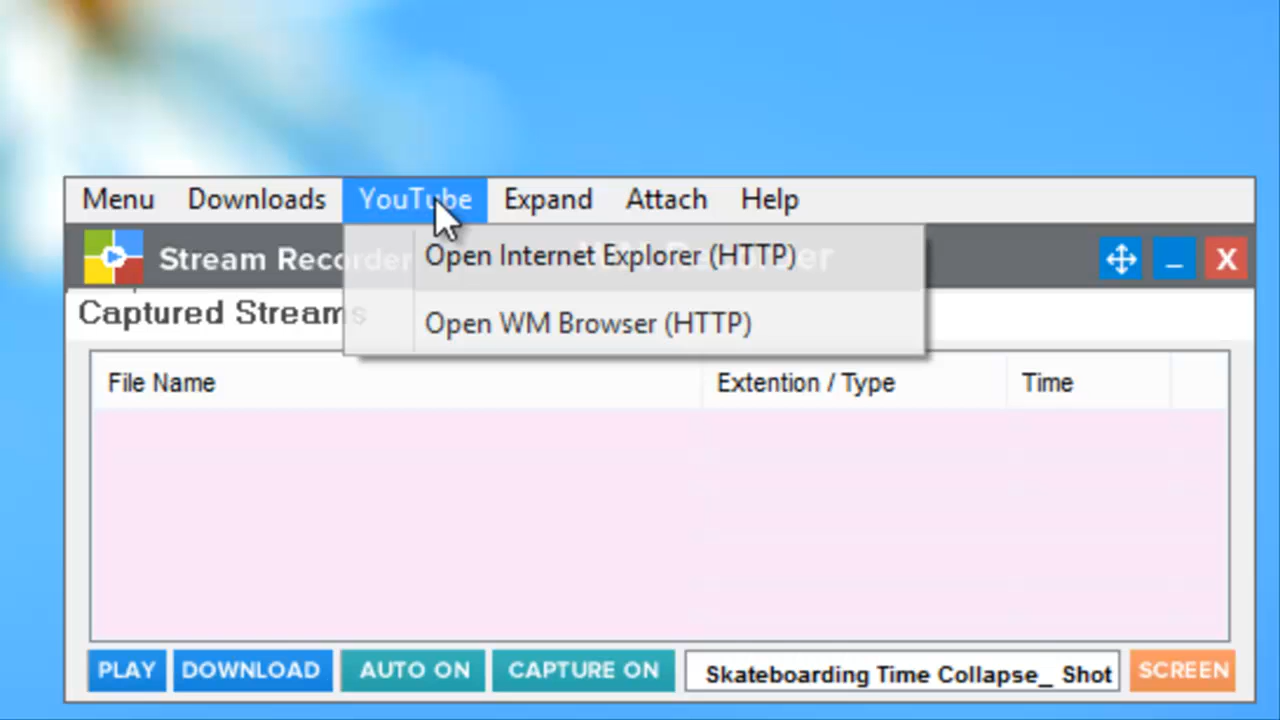 Menu Downloads YouTube Expand Attach Help
Stream Recorder
Open Internet Explorer (HTTP)
X
Captured Streams
Open WM Browser (HTTP)
File Name Extention / Type Time
PLAY DOWNLOAD AUTO ON CAPTURE ON Skateboarding Time Collapse_ Shot SCREEN